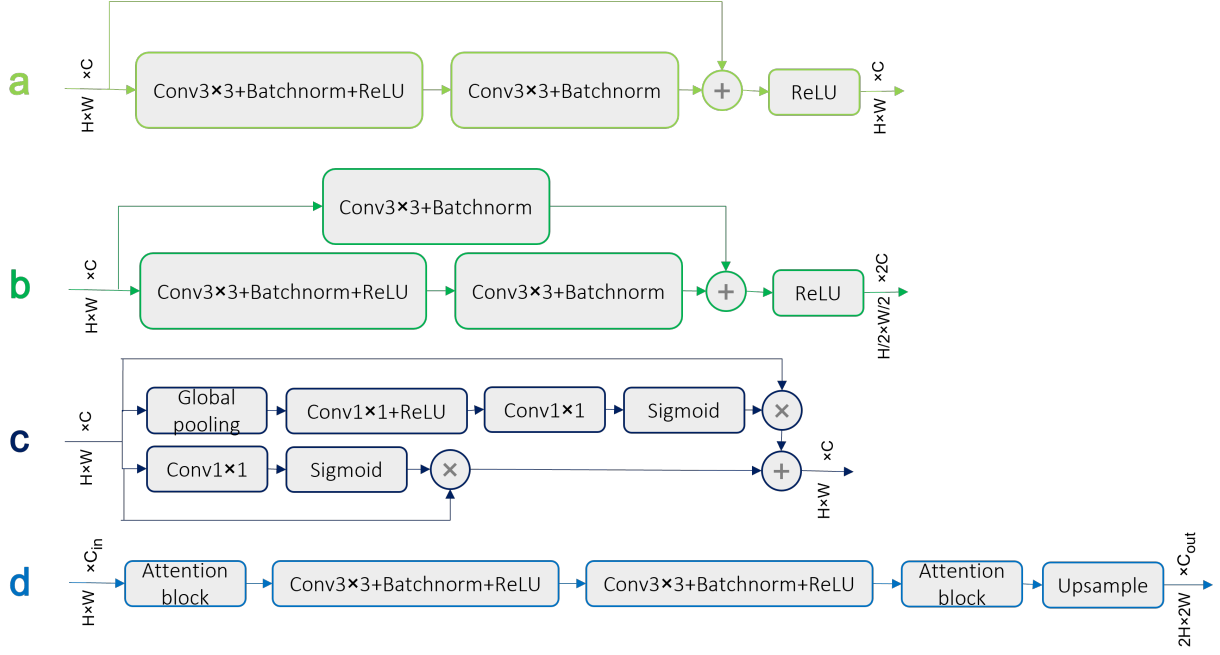 a
H×W ×C
Conv3×3+Batchnorm+ReLU
Conv3×3+Batchnorm
+
ReLU
H×W ×C
b
H×W ×C
Conv3×3+Batchnorm
Conv3×3+Batchnorm+ReLU
Conv3×3+Batchnorm
+
ReLU
H/2×W/2 ×2C
c
H×W ×C
Global
pooling
Conv1×1+ReLU
Conv1×1
Sigmoid
×
Conv1×1
Sigmoid
×
+
H×W ×C
d
H×W ×Cin
Attention
block
Conv3×3+Batchnorm+ReLU
Conv3×3+Batchnorm+ReLU
Attention
block
Upsample
2H×2W ×Cout